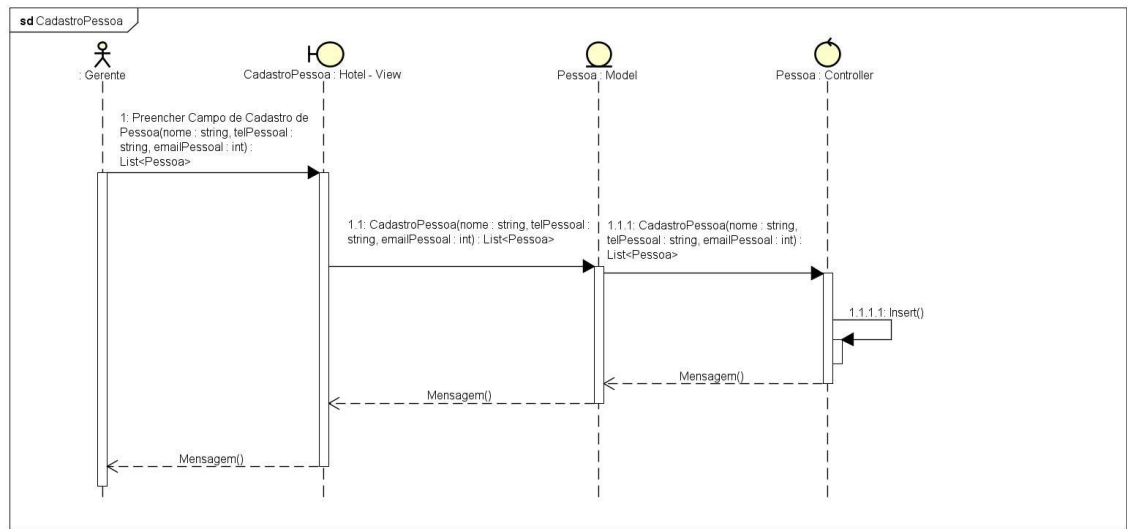 sd CadastroPessoa
: Gerente
CadastroPessoa : Hotel - View
Pessoa : Model
Pessoa : Controller
1: Preencher Campo de Cadastro de
Pessoa(nome : string, telPessoal :
string, emailPessoal : int) :
List<Pessoa>
1.1: CadastroPessoa(nome : string, telPessoal :
string, emailPessoal : int) : List<Pessoa>
1.1.1: CadastroPessoa(nome : string,
telPessoal : string, emailPessoal : int) :
List<Pessoa>
1.1.1.1: Insert()
Mensagem()
Mensagem()
Mensagem()